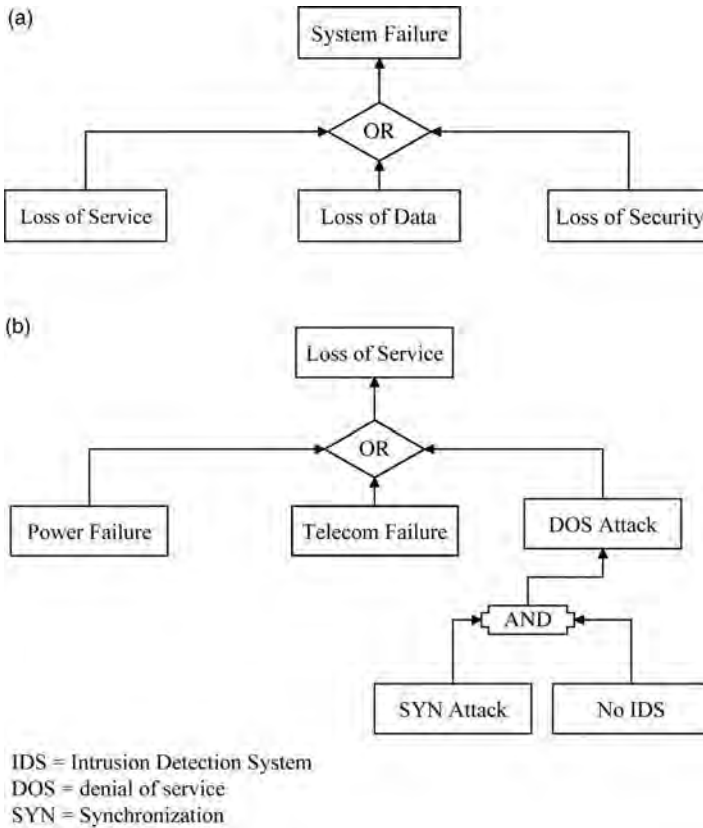 (a)
System Failure
OR
Loss of Service
Loss of Data
Loss of Security
(b)
Loss of Service
OR
Power Failure
Telecom Failure
DOS Attack
AND
SYN Attack
No IDS
IDS = Intrusion Detection System
DOS = denial of service
SYN = Synchronization